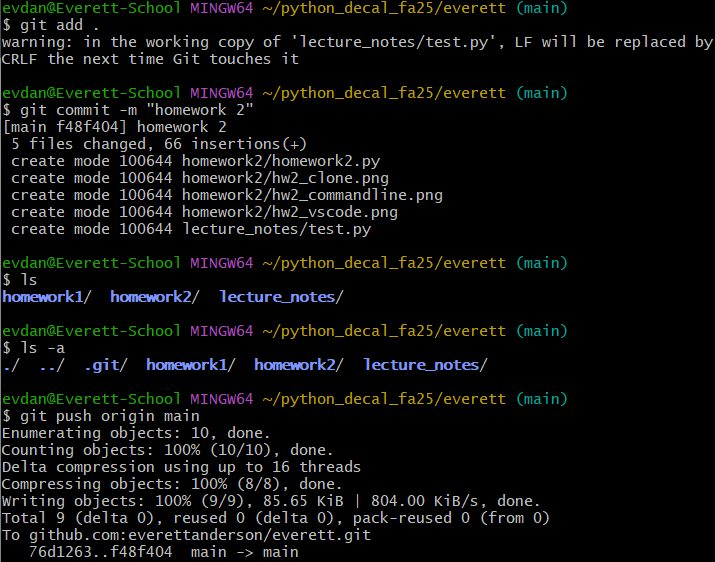 evdan@Everett-School MINGW64 ~/python_decal_fa25/everett (main)
$ git add .
warning: in the working copy of 'lecture_notes/test.py', LF will be replaced by
CRLF the next time Git touches it
evdan@Everett-School MINGW64 ~/python_decal_fa25/everett (main)
$ git commit -m "homework 2"
[main f48f404] homework 2
 5 files changed, 66 insertions(+)
 create mode 100644 homework2/homework2.py
 create mode 100644 homework2/hw2_clone.png
 create mode 100644 homework2/hw2_commandline.png
 create mode 100644 homework2/hw2_vscode.png
 create mode 100644 lecture_notes/test.py
evdan@Everett-School MINGW64 ~/python_decal_fa25/everett (main)
$ ls
homework1/  homework2/  lecture_notes/
evdan@Everett-School MINGW64 ~/python_decal_fa25/everett (main)
$ ls -a
./  ../  .git/  homework1/  homework2/  lecture_notes/
evdan@Everett-School MINGW64 ~/python_decal_fa25/everett (main)
$ git push origin main
Enumerating objects: 10, done.
Counting objects: 100% (10/10), done.
Delta compression using up to 16 threads
Compressing objects: 100% (8/8), done.
Writing objects: 100% (9/9), 85.65 KiB | 804.00 KiB/s, done.
Total 9 (delta 0), reused 0 (delta 0), pack-reused 0 (from 0)
To github.com:everettanderson/everett.git
   76d1263..f48f404  main -> main